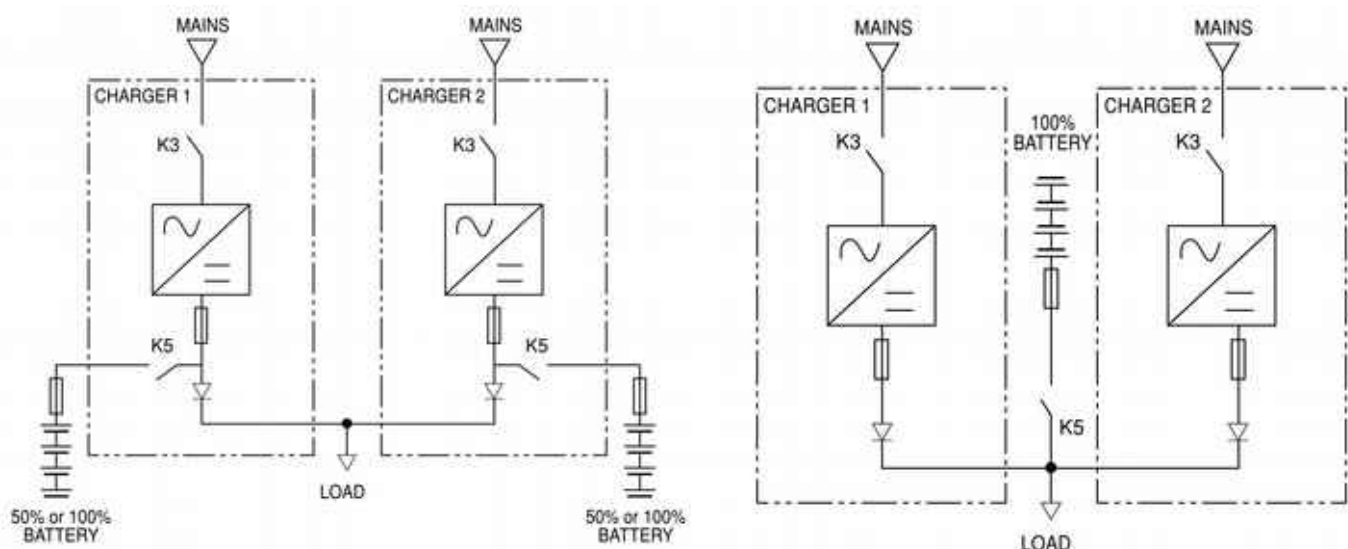 MAINS
MAINS
CHARGER 1
CHARGER 2
K3
K3
K5
K5
LOAD
50% or 100%
BATTERY
50% or 100%
BATTERY
MAINS
MAINS
CHARGER 1
100%
BATTERY
CHARGER 2
K3
K3
K5
LOAD